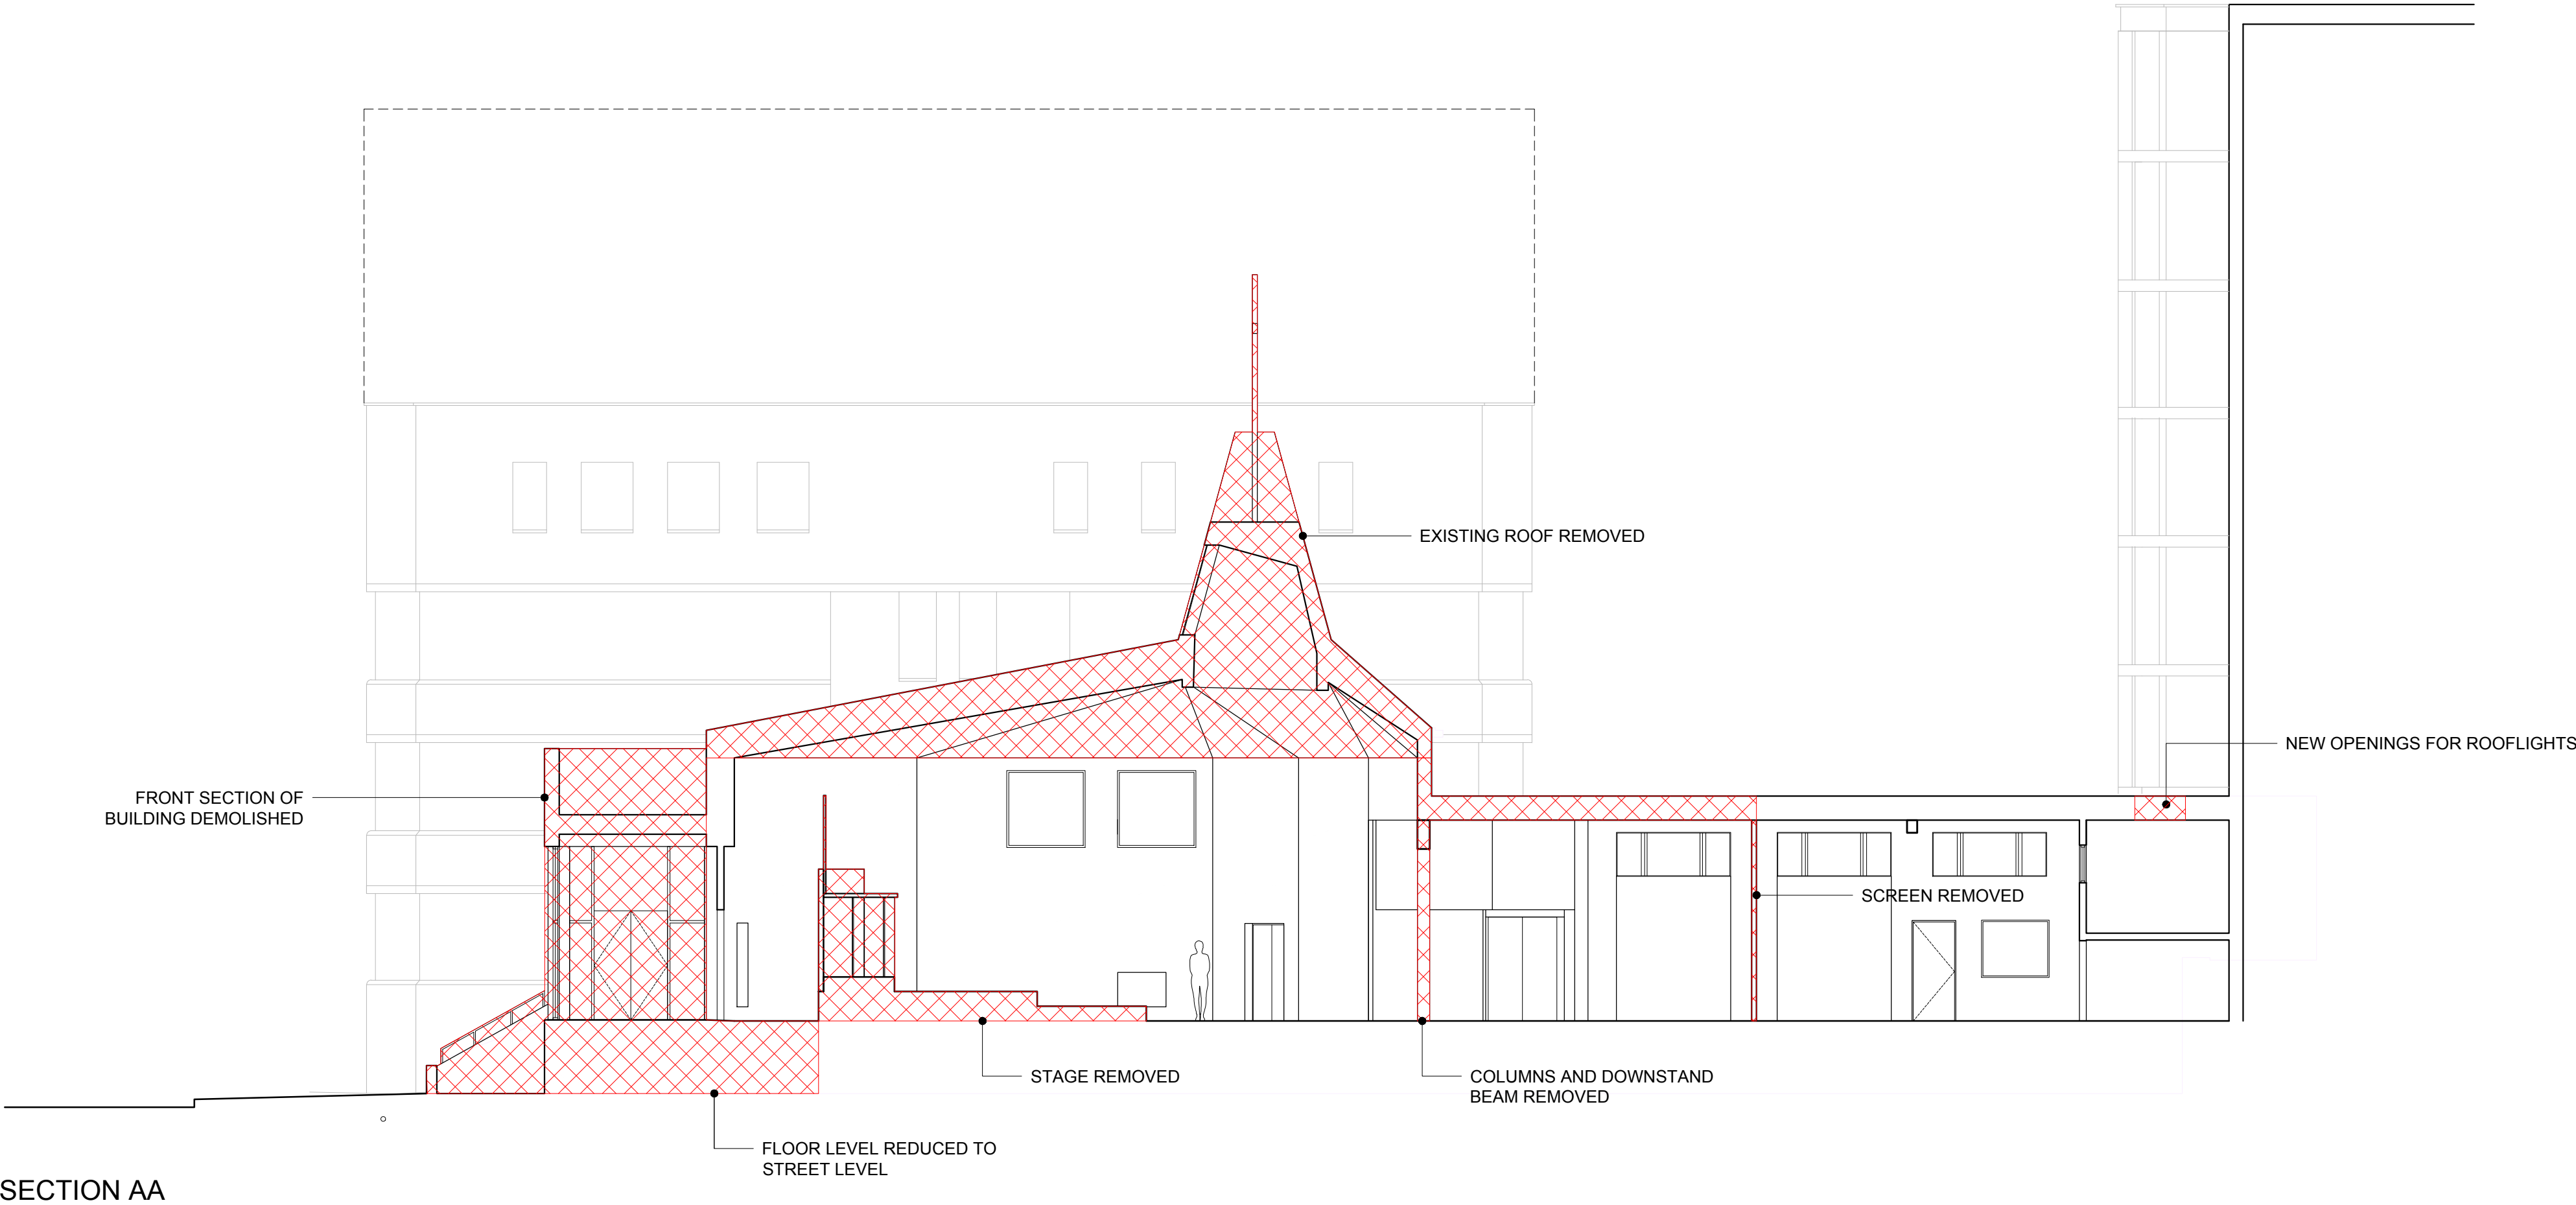 EXISTING ROOF REMOVED
NEW OPENINGS FOR ROOFLIGHTS
FRONT SECTION OF
BUILDING DEMOLISHED
SCREEN REMOVED
STAGE REMOVED
COLUMNS AND DOWNSTAND
BEAM REMOVED
FLOOR LEVEL REDUCED TO
STREET LEVEL
SECTION AA